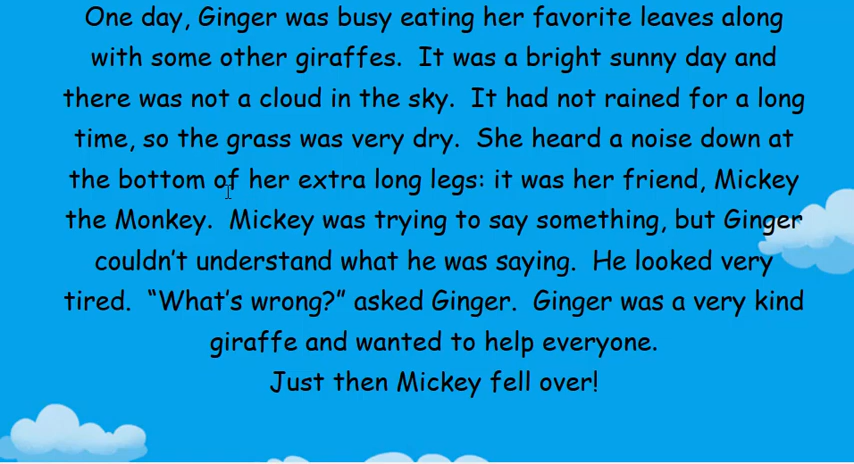 One day, Ginger was busy eating her favorite leaves along
with some other giraffes.  It was a bright sunny day and
there was not a cloud in the sky.  It had not rained for a long
time, so the grass was very dry.  She heard a noise down at
the bottom of her extra long legs: it was her friend, Mickey
the Monkey.  Mickey was trying to say something, but Ginger
couldn’t understand what he was saying.  He looked very
tired.  “What’s wrong?” asked Ginger.  Ginger was a very kind
giraffe and wanted to help everyone.
Just then Mickey fell over!